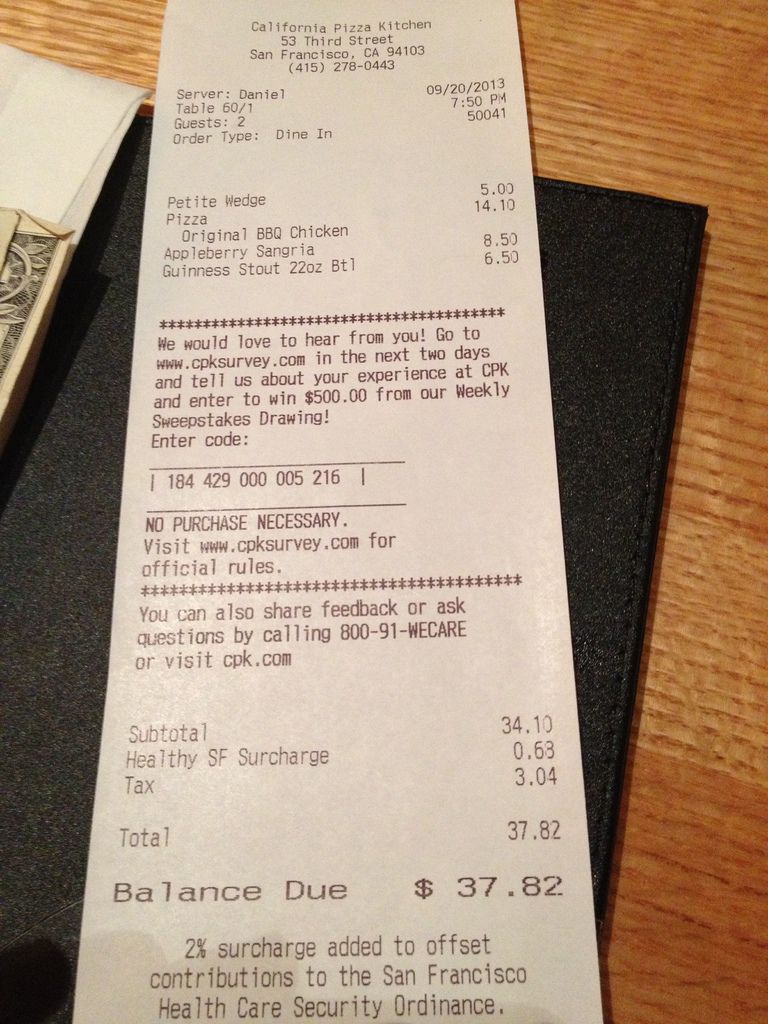 California Pizza Kitchen
53 Third Street
San Francisco, CA 94103
(415) 278-0443
Server: Daniel 09/20/2013
Table 60/1 7:50 PM
Guests: 2 50041
Order Type: Dine In
Petite Wedge 5.00
Pizza 14.10
Original BBQ Chicken
Appleberry Sangria 8.50
Guinness Stout 22oz Btl 6.50
*****************************************
We would love to hear from you! Go to
www.cpksurvey.com in the next two days
and tell us about your experience at CPK
and enter to win $500.00 from our Weekly
Sweepstakes Drawing!
Enter code:
| 184 429 000 005 216 |
NO PURCHASE NECESSARY.
Visit www.cpksurvey.com for
official rules.
*****************************************
You can also share feedback or ask
questions by calling 800-91-WECARE
or visit cpk.com
Subtotal 34.10
Healthy SF Surcharge 0.68
Tax 3.04
Total 37.82
Balance Due $ 37.82
2% surcharge added to offset
contributions to the San Francisco
Health Care Security Ordinance.